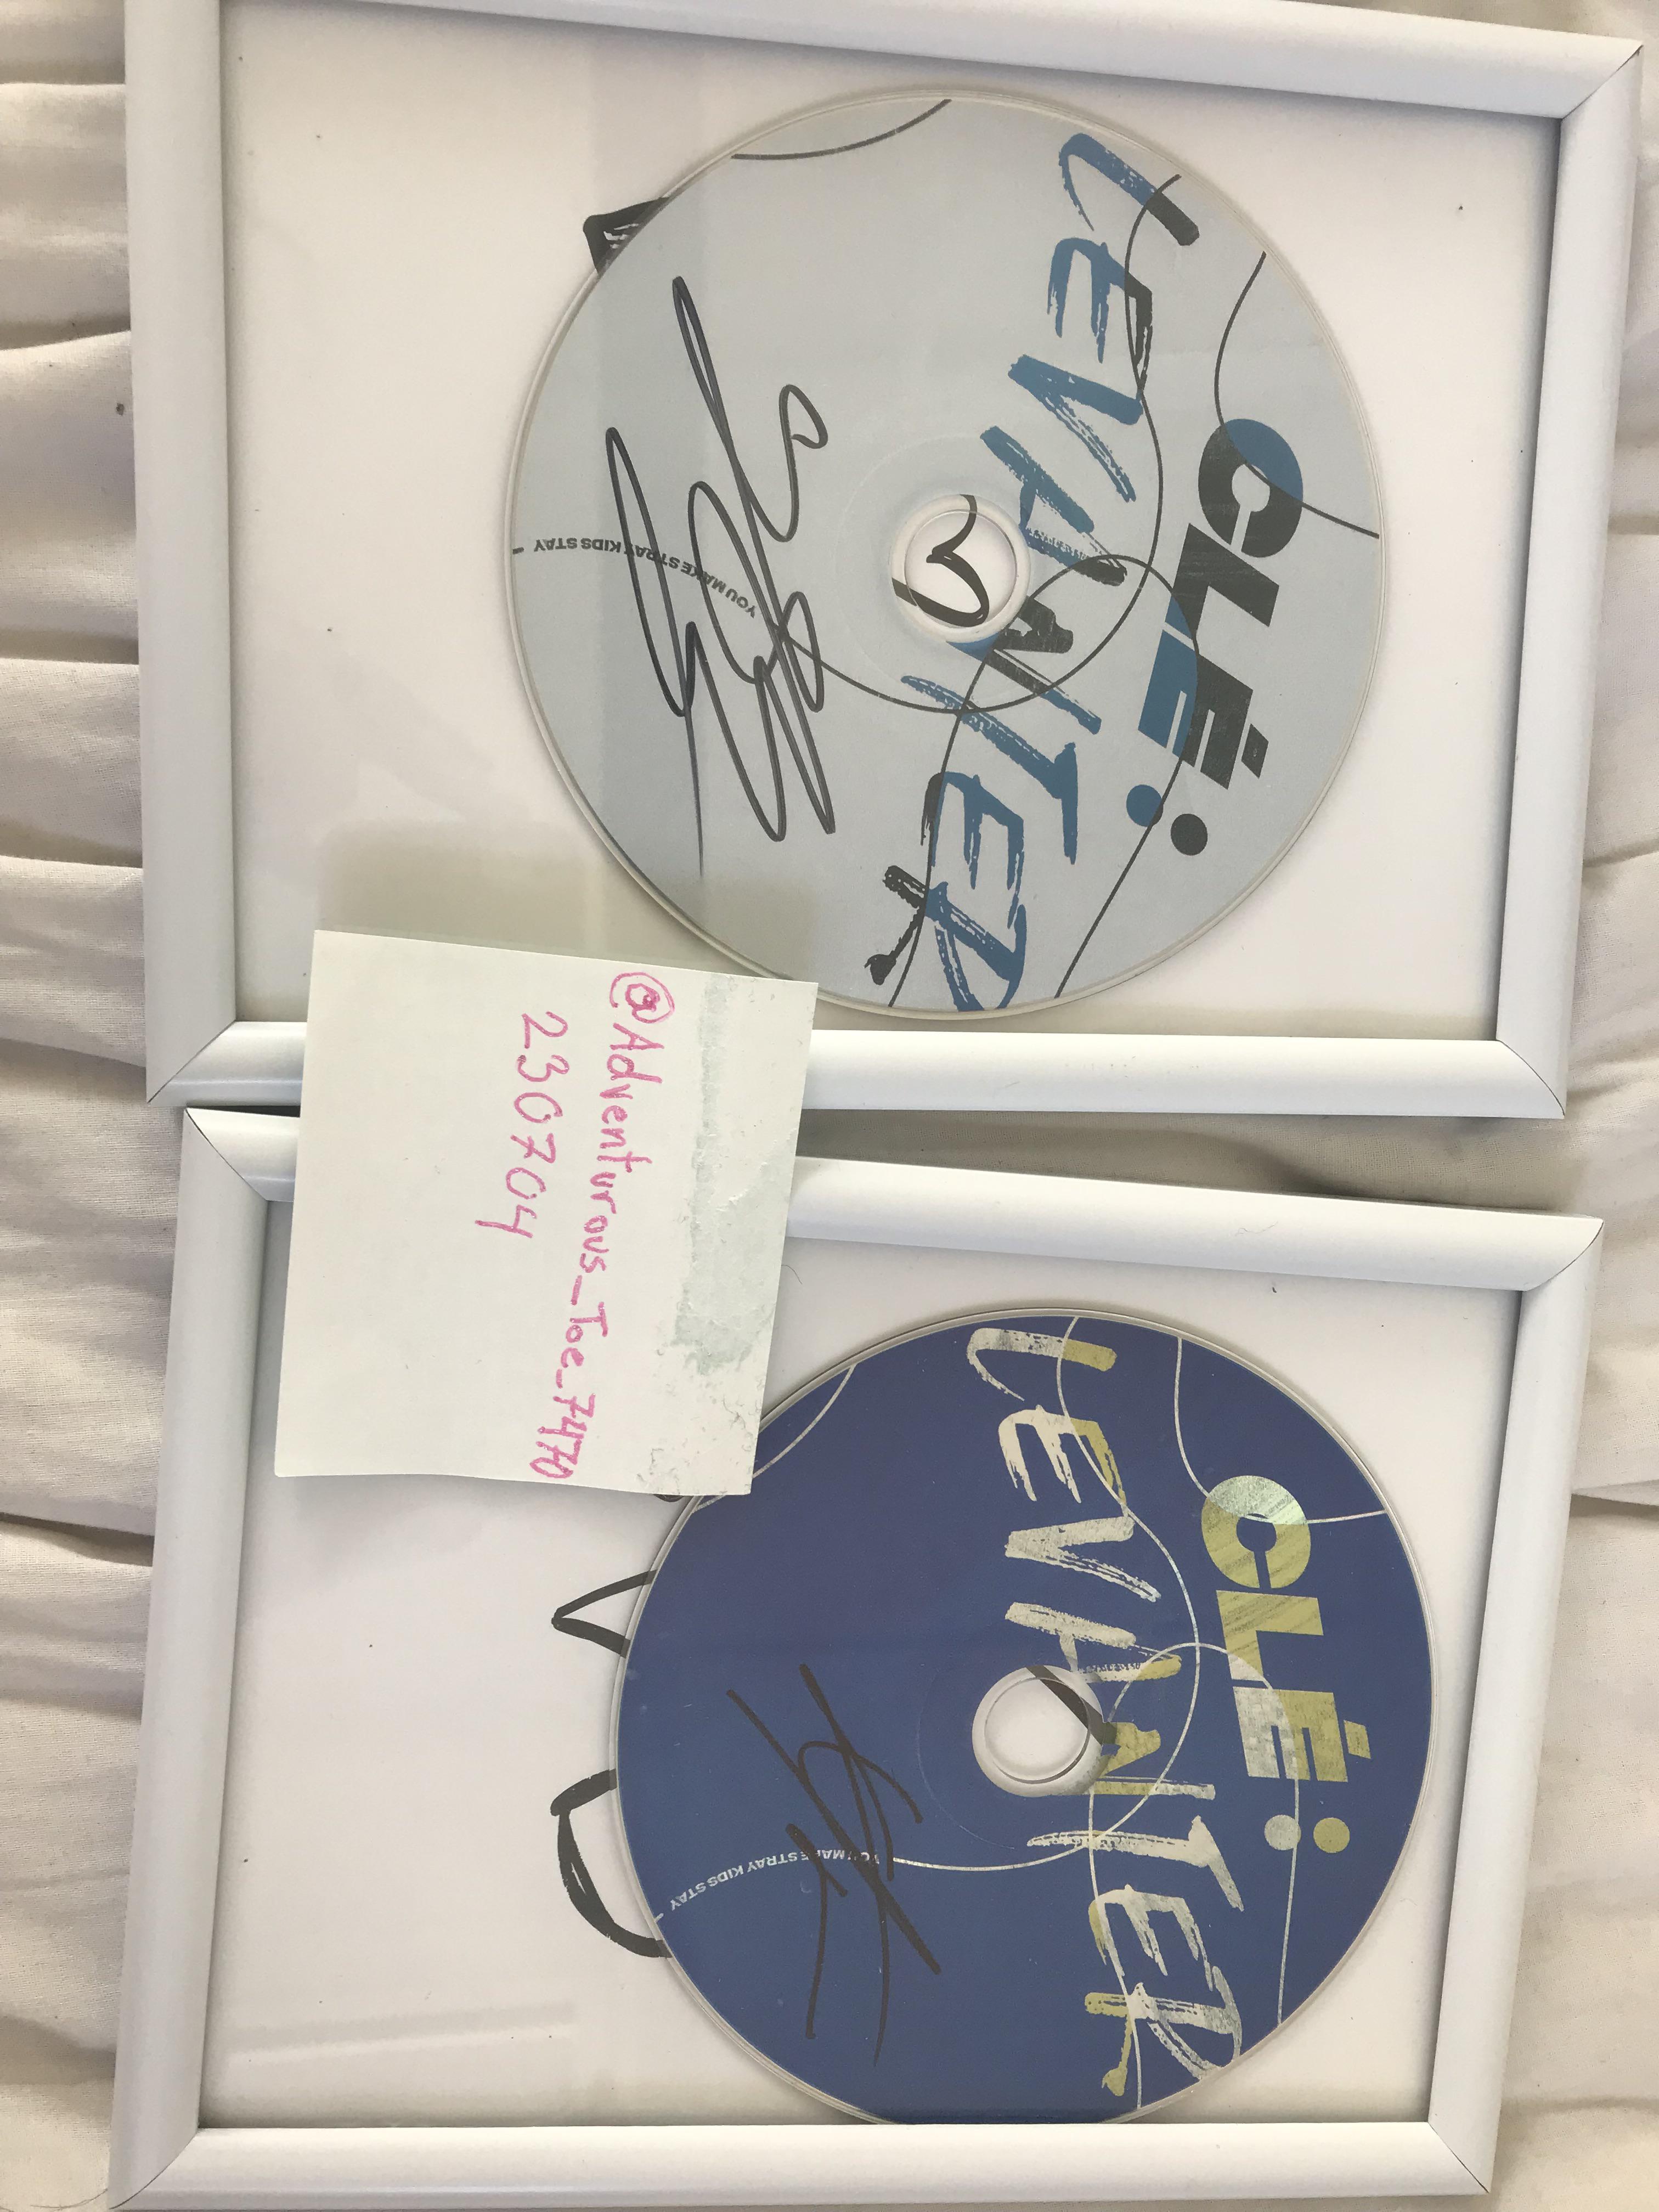 CLÉ:
LEVANTER
YOU MAKE STRAY KIDS STAY
@Adventurous_Toe_7470
230704
CLÉ:
LEVANTER
YOU MAKE STRAY KIDS STAY